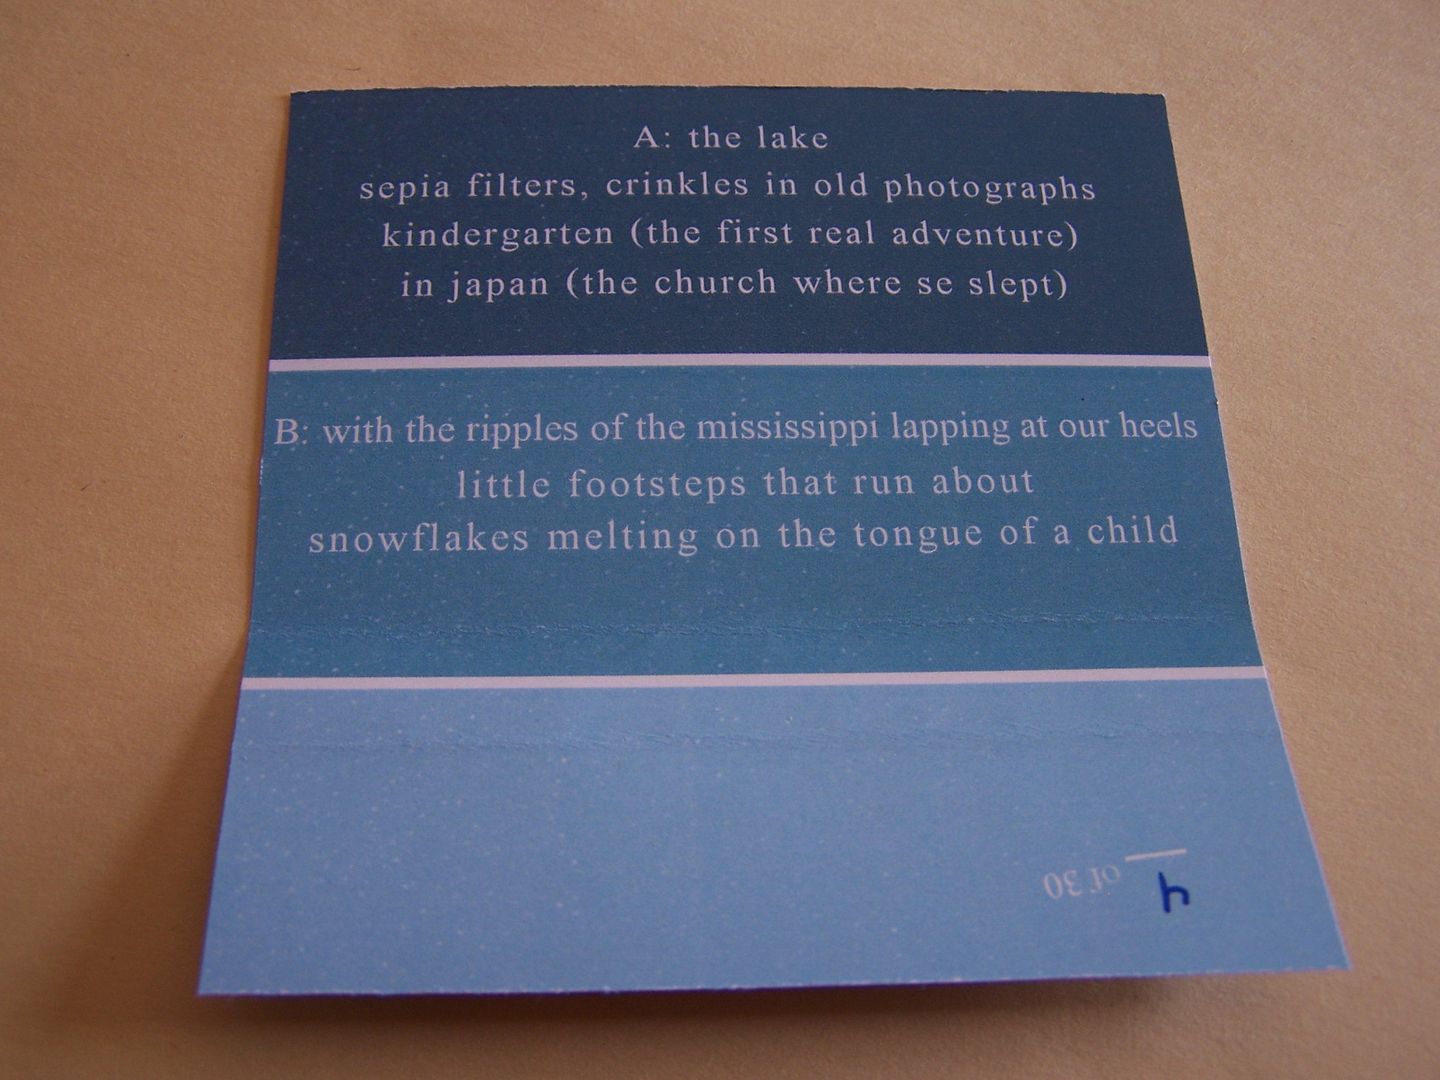 A: the lake
sepia filters, crinkles in old photographs
kindergarten (the first real adventure)
in japan (the church where se slept)
B: with the ripples of the mississippi lapping at our heels
little footsteps that run about
snowflakes melting on the tongue of a child
4 of 30